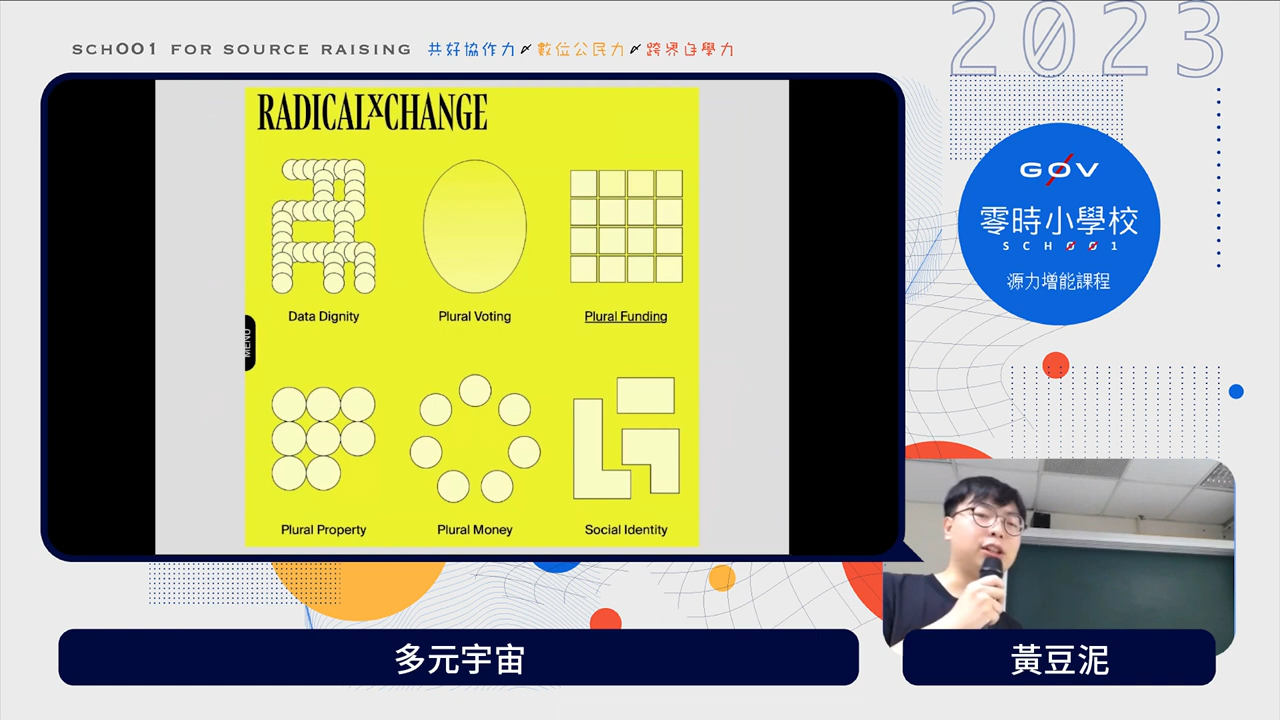 SCH001 FOR SOURCE RAISING 共好協作力 數位公民力 跨界自學力
2023
RADICALXCHANGE
Data Dignity
Plural Voting
Plural Funding
MENU
Plural Property
Plural Money
Social Identity
G0V
零時小學校
SCH001
源力增能課程
多元宇宙
黃豆泥